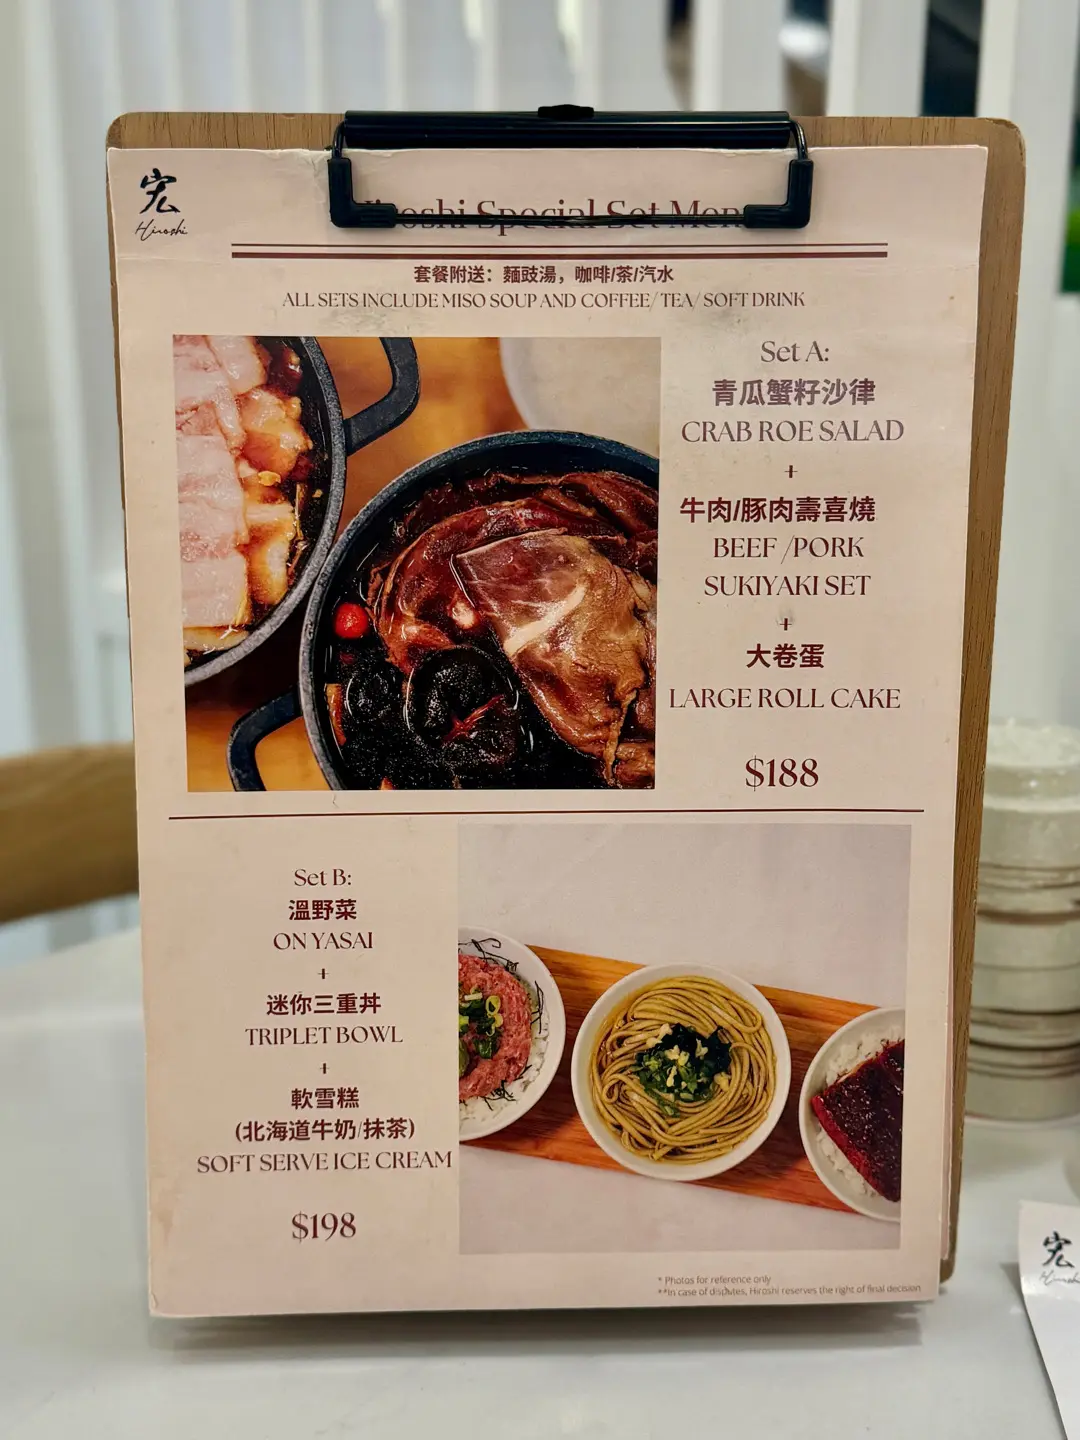 宏
Hiroshi
Hiroshi Special Set Menu
套餐附送：麵豉湯，咖啡/茶/汽水
ALL SETS INCLUDE MISO SOUP AND COFFEE/ TEA/ SOFT DRINK
Set A:
青瓜蟹籽沙律
CRAB ROE SALAD
+
牛肉/豚肉壽喜燒
BEEF /PORK
SUKIYAKI SET
+
大卷蛋
LARGE ROLL CAKE
$188
Set B:
溫野菜
ON YASAI
+
迷你三重丼
TRIPLET BOWL
+
軟雪糕
(北海道牛奶/抹茶)
SOFT SERVE ICE CREAM
$198
* Photos for reference only
**In case of disputes, Hiroshi reserves the right of final decision
宏